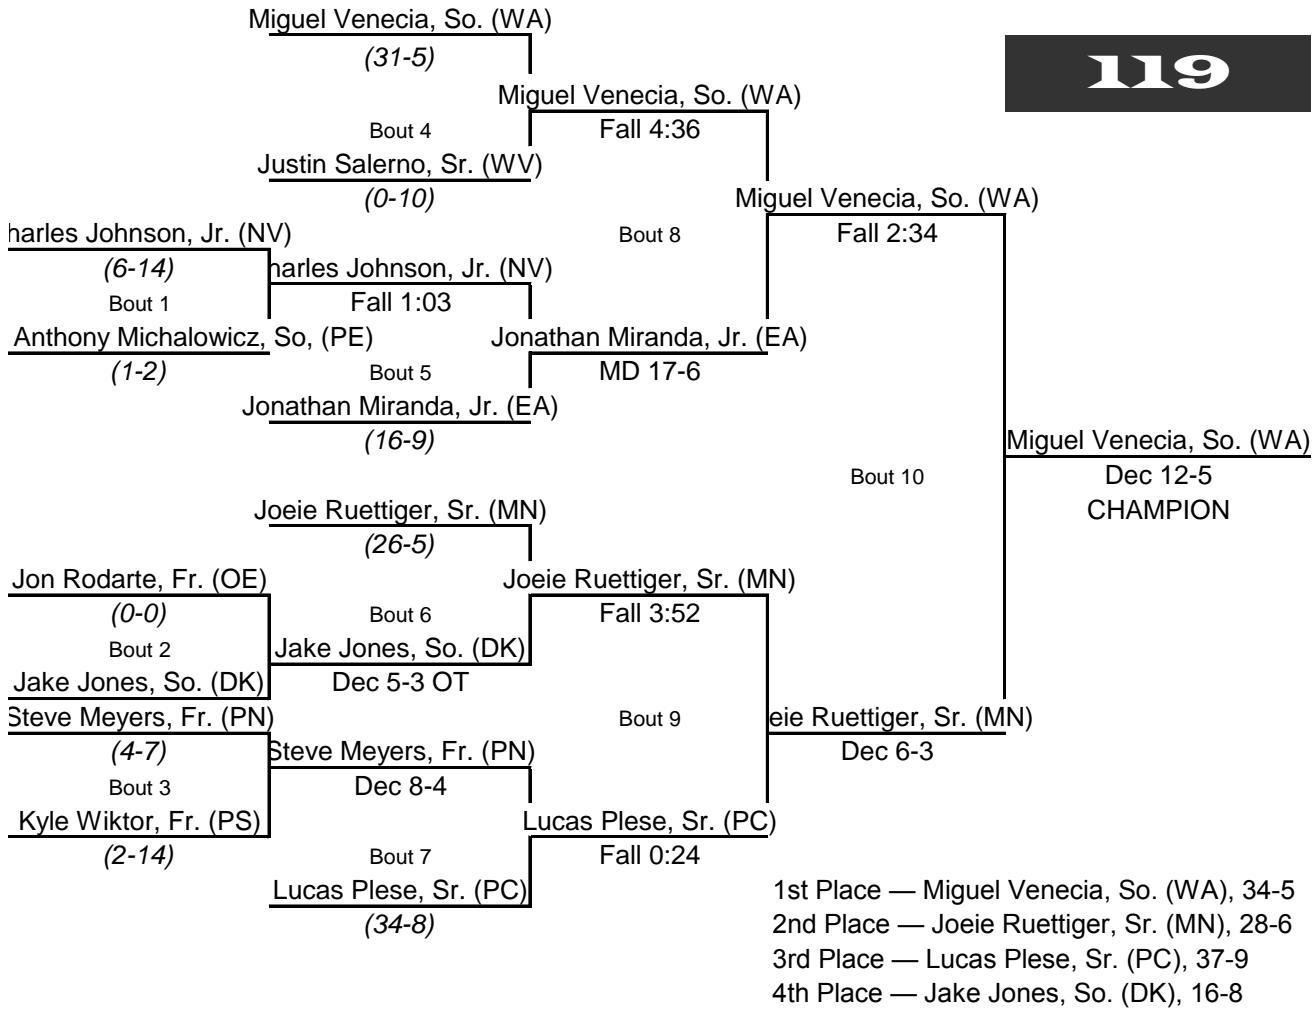 Miguel Venecia, So. (WA)
(31-5)
119
Miguel Venecia, So. (WA)
Bout 4
Fall 4:36
Justin Salerno, Sr. (WV)
(0-10)
Miguel Venecia, So. (WA)
harles Johnson, Jr. (NV)
Bout 8
Fall 2:34
(6-14)
harles Johnson, Jr. (NV)
Bout 1
Fall 1:03
Anthony Michalowicz, So, (PE)
Jonathan Miranda, Jr. (EA)
(1-2)
Bout 5
MD 17-6
Jonathan Miranda, Jr. (EA)
(16-9)
Miguel Venecia, So. (WA)
Bout 10
Dec 12-5
CHAMPION
Joeie Ruettiger, Sr. (MN)
(26-5)
Jon Rodarte, Fr. (OE)
Joeie Ruettiger, Sr. (MN)
(0-0)
Bout 6
Fall 3:52
Bout 2
Jake Jones, So. (DK)
Jake Jones, So. (DK)
Dec 5-3 OT
Steve Meyers, Fr. (PN)
Bout 9
eie Ruettiger, Sr. (MN)
(4-7)
Steve Meyers, Fr. (PN)
Dec 6-3
Bout 3
Dec 8-4
Kyle Wiktor, Fr. (PS)
Lucas Plese, Sr. (PC)
(2-14)
Bout 7
Fall 0:24
Lucas Plese, Sr. (PC)
(34-8)
1st Place — Miguel Venecia, So. (WA), 34-5
2nd Place — Joeie Ruettiger, Sr. (MN), 28-6
3rd Place — Lucas Plese, Sr. (PC), 37-9
4th Place — Jake Jones, So. (DK), 16-8